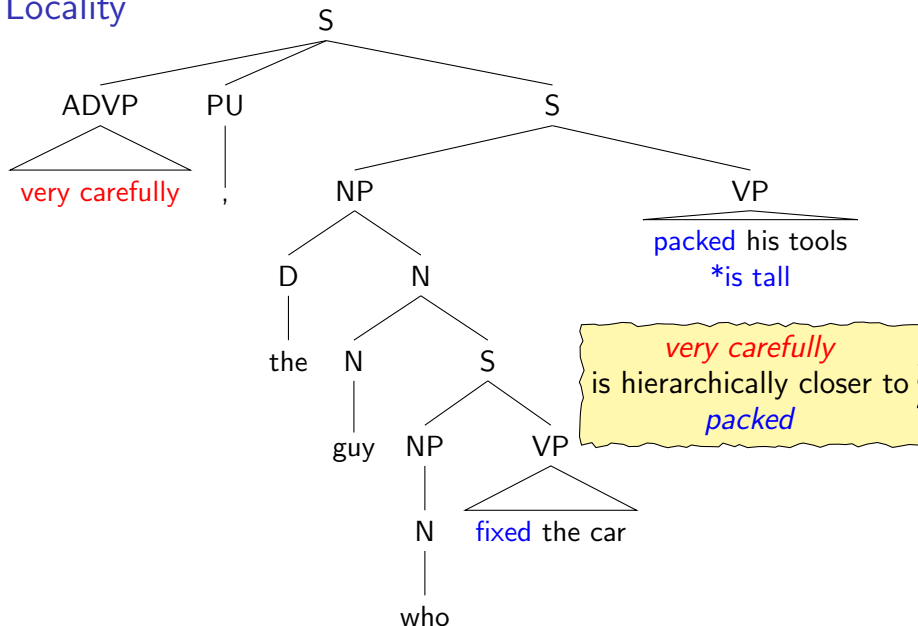 Locality
S
ADVP PU S
very carefully , NP VP
packed his tools
*is tall
D N
the N S
very carefully
is hierarchically closer to
packed
guy NP VP
N fixed the car
who